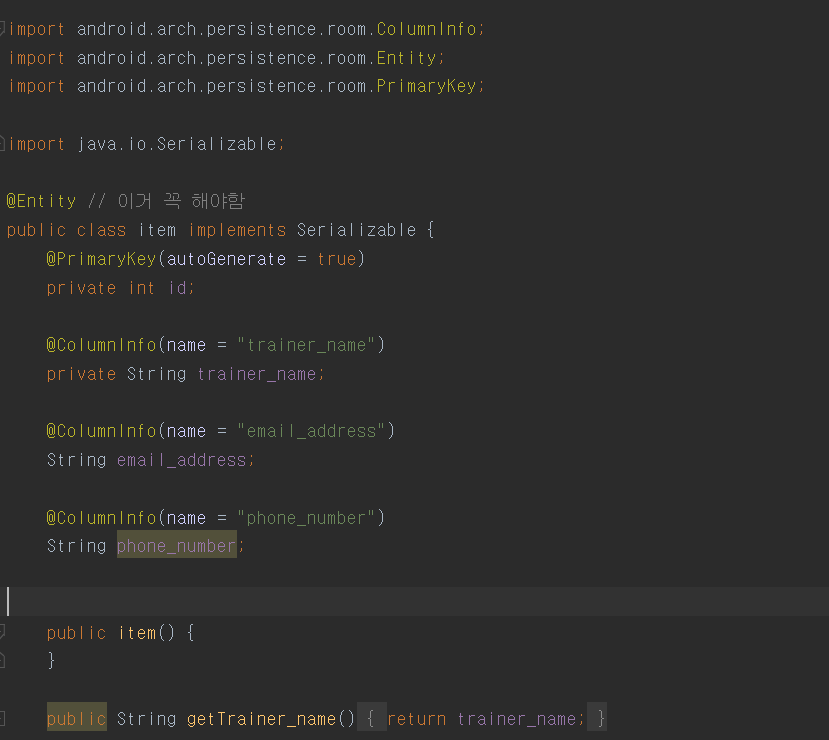 import android.arch.persistence.room.ColumnInfo;
import android.arch.persistence.room.Entity;
import android.arch.persistence.room.PrimaryKey;
import java.io.Serializable;
@Entity // 이거 꼭 해야함
public class item implements Serializable {
@PrimaryKey(autoGenerate = true)
private int id;
@ColumnInfo(name = "trainer_name")
private String trainer_name;
@ColumnInfo(name = "email_address")
String email_address;
@ColumnInfo(name = "phone_number")
String phone_number;
public item() {
}
public String getTrainer_name() { return trainer_name; }